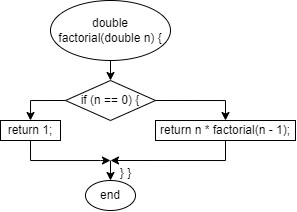 double
factorial(double n) {
if (n == 0) {
return 1;
return n * factorial(n - 1);
} }
end